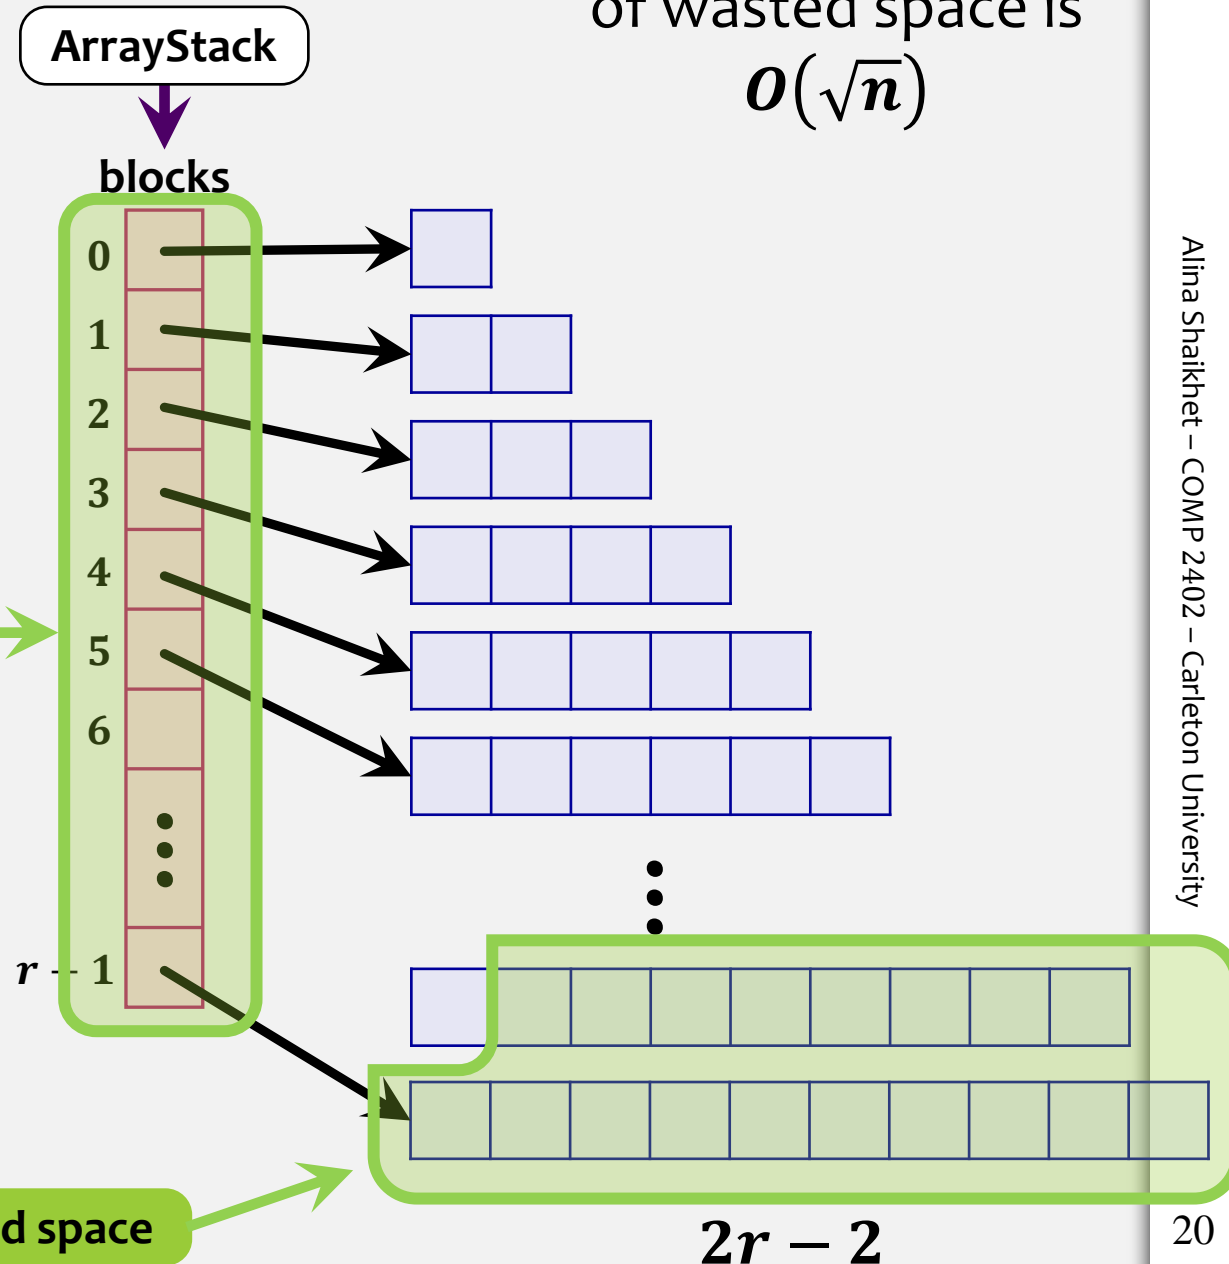 of wasted space is
O(√n)
ArrayStack
blocks
0
1
2
3
4
5
6
r − 1
space
2r − 2
Alina Shaikhet – COMP 2402 – Carleton University
20